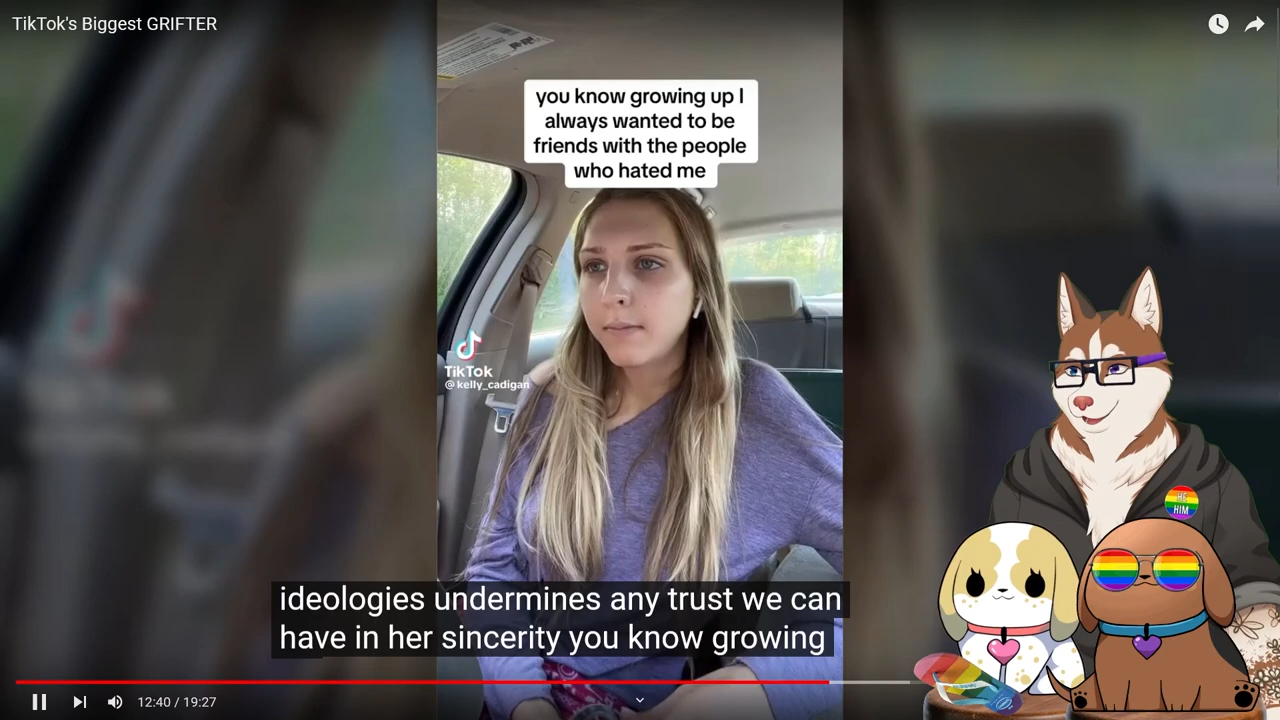 TikTok's Biggest GRIFTER
you know growing up I
always wanted to be
friends with the people
who hated me
TikTok
@kelly_cadigan
HE
HIM
ideologies undermines any trust we can
have in her sincerity you know growing
12:40 / 19:27